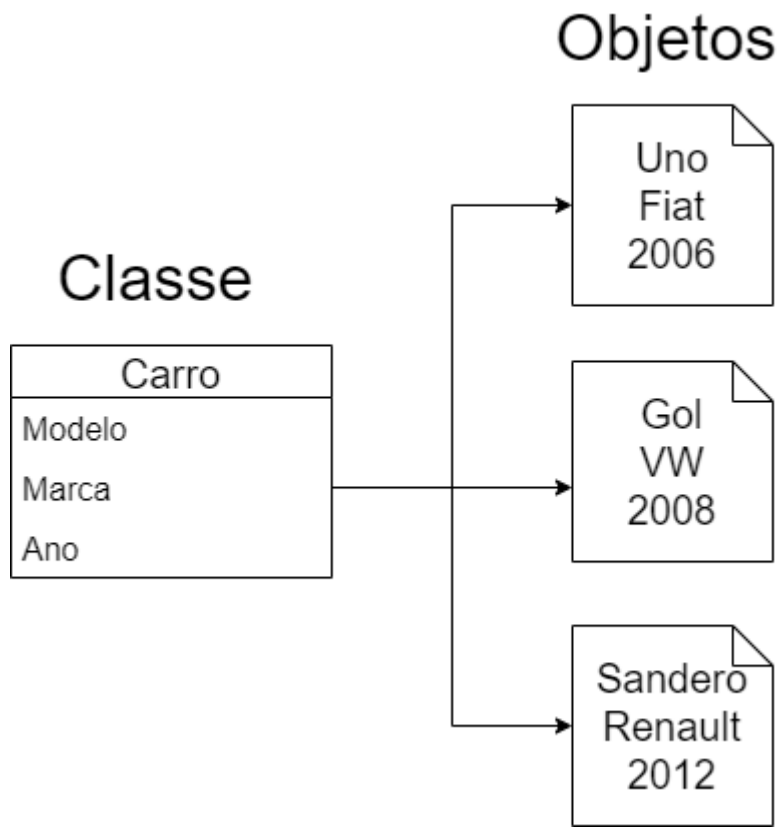 Classe
Carro
Modelo
Marca
Ano
Objetos
Uno
Fiat
2006
Gol
VW
2008
Sandero
Renault
2012